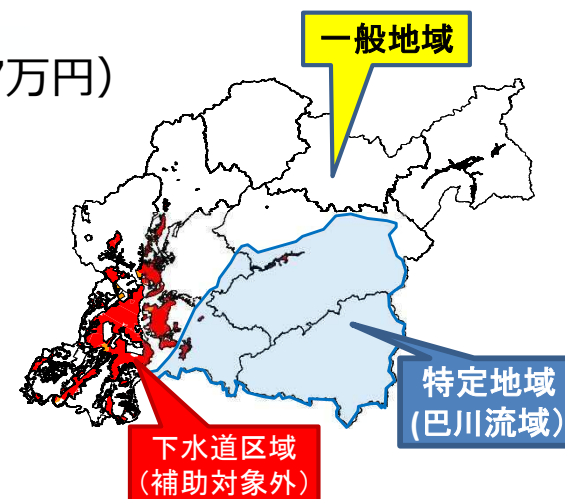 7万円）
一般地域
特定地域
(巴川流域)
下水道区域
（補助対象外）